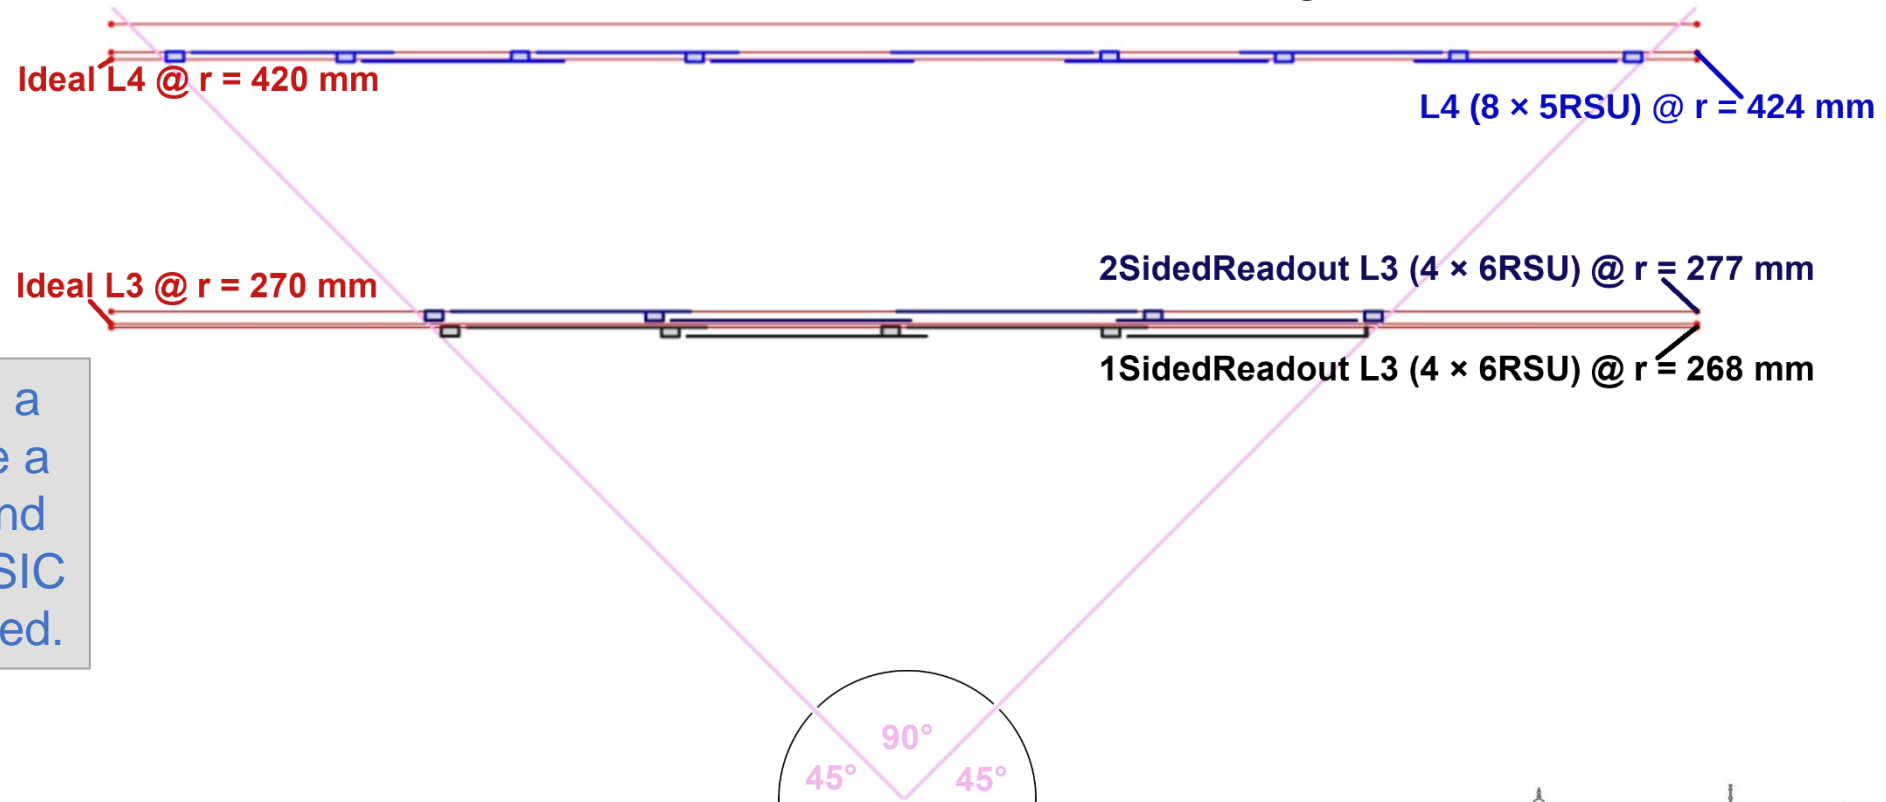 Ideal L4 @ r = 420 mm
L4 (8 × 5RSU) @ r = 424 mm
2SidedReadout L3 (4 × 6RSU) @ r = 277 mm
Ideal L3 @ r = 270 mm
1SidedReadout L3 (4 × 6RSU) @ r = 268 mm
a
e a
nd
SIC
ed.
90°
45° 45°